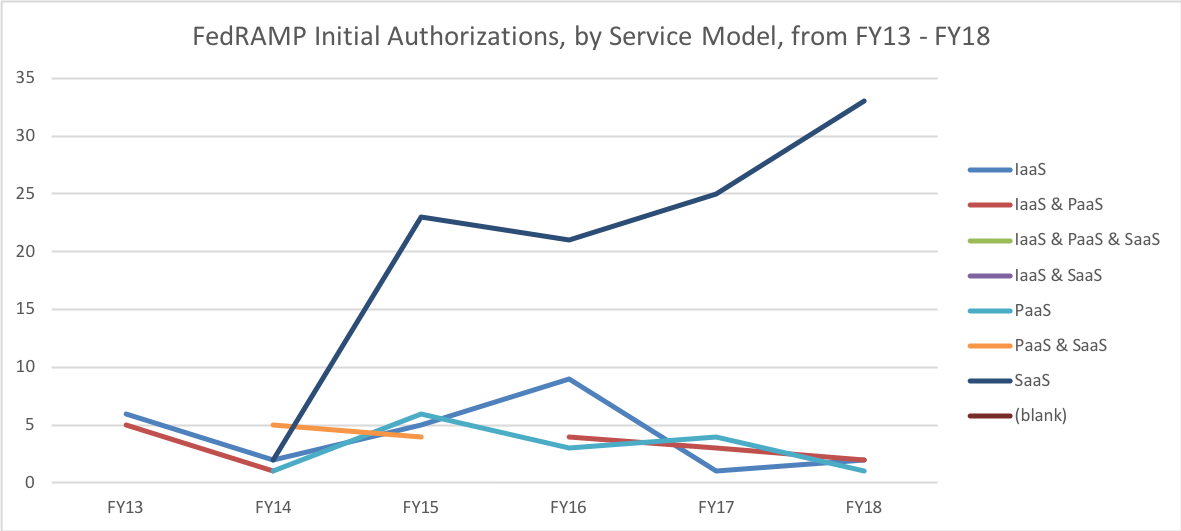 FedRAMP Initial Authorizations, by Service Model, from FY13 - FY18
35
30
25
20
15
10
5
0
FY13 FY14 FY15 FY16 FY17 FY18
IaaS
IaaS & PaaS
IaaS & PaaS & SaaS
IaaS & SaaS
PaaS
PaaS & SaaS
SaaS
(blank)